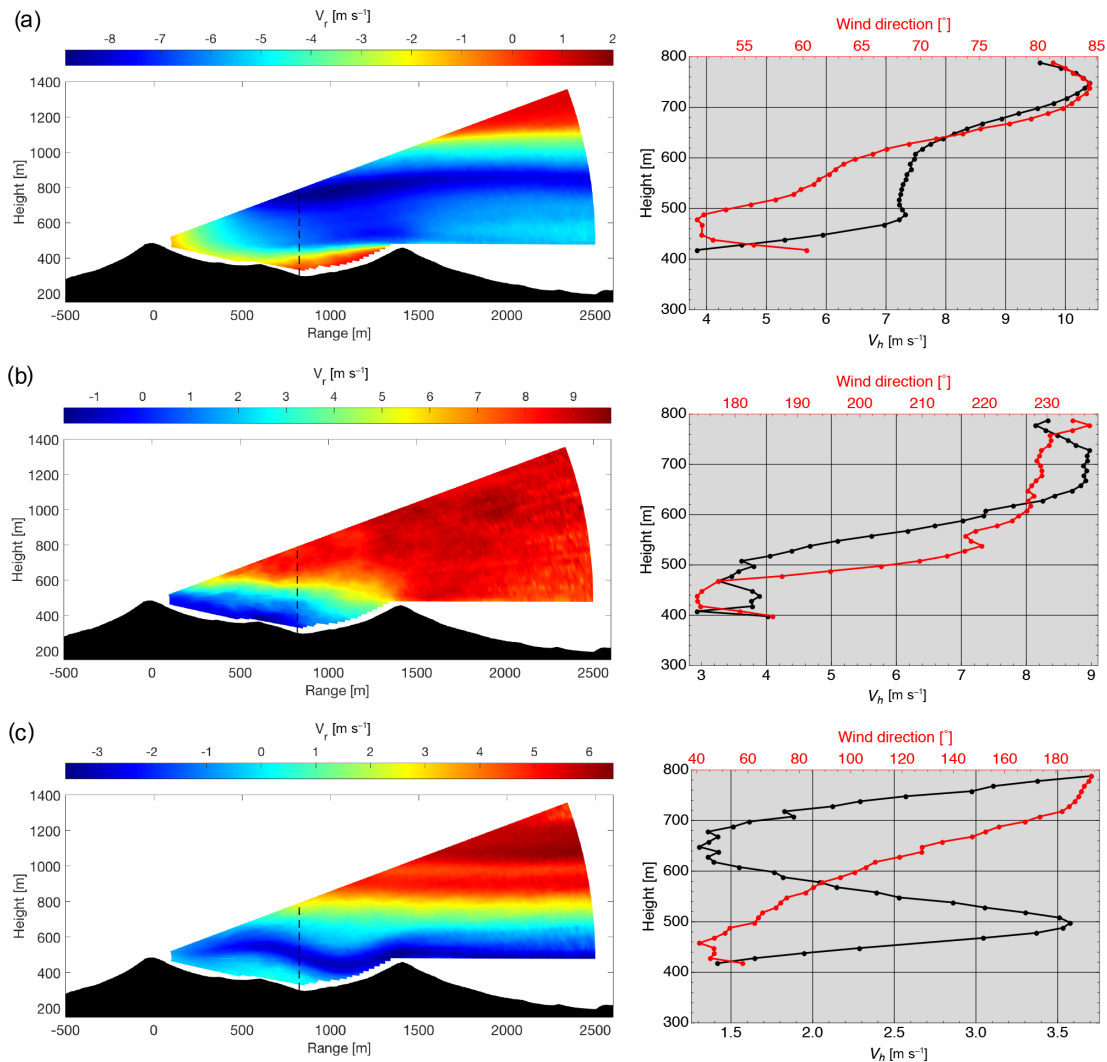 (a)
V_r [m s⁻¹]
-8 -7 -6 -5 -4 -3 -2 -1 0 1 2
Height [m]
1400
1200
1000
800
600
400
200
-500 0 500 1000 1500 2000 2500
Range [m]
Wind direction [°]
55 60 65 70 75 80 85
Height [m]
800
700
600
500
400
300
4 5 6 7 8 9 10
V_h [m s⁻¹]
(b)
V_r [m s⁻¹]
-1 0 1 2 3 4 5 6 7 8 9
Height [m]
1400
1200
1000
800
600
400
200
-500 0 500 1000 1500 2000 2500
Range [m]
Wind direction [°]
180 190 200 210 220 230
Height [m]
800
700
600
500
400
300
3 4 5 6 7 8 9
V_h [m s⁻¹]
(c)
V_r [m s⁻¹]
-3 -2 -1 0 1 2 3 4 5 6
Height [m]
1400
1200
1000
800
600
400
200
-500 0 500 1000 1500 2000 2500
Range [m]
Wind direction [°]
40 60 80 100 120 140 160 180
Height [m]
800
700
600
500
400
300
1.5 2.0 2.5 3.0 3.5
V_h [m s⁻¹]